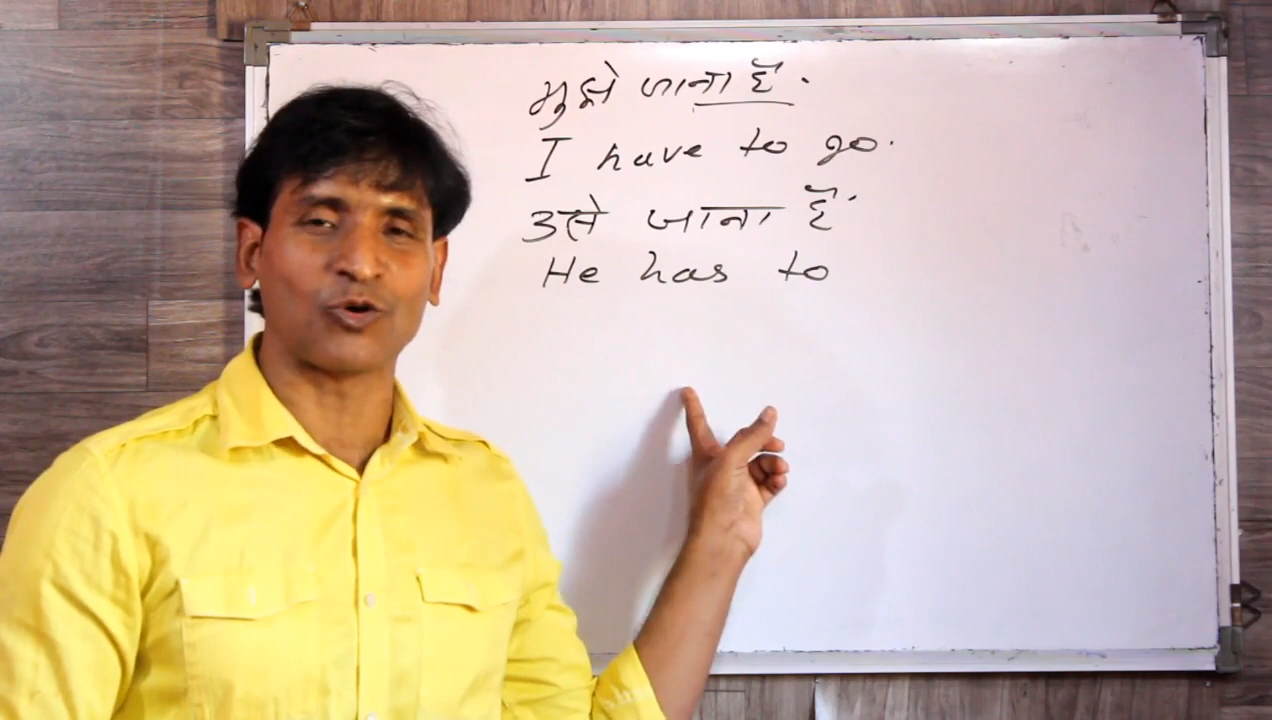 मुझे जाना है.
I have to go.
उसे जाना है.
He has to